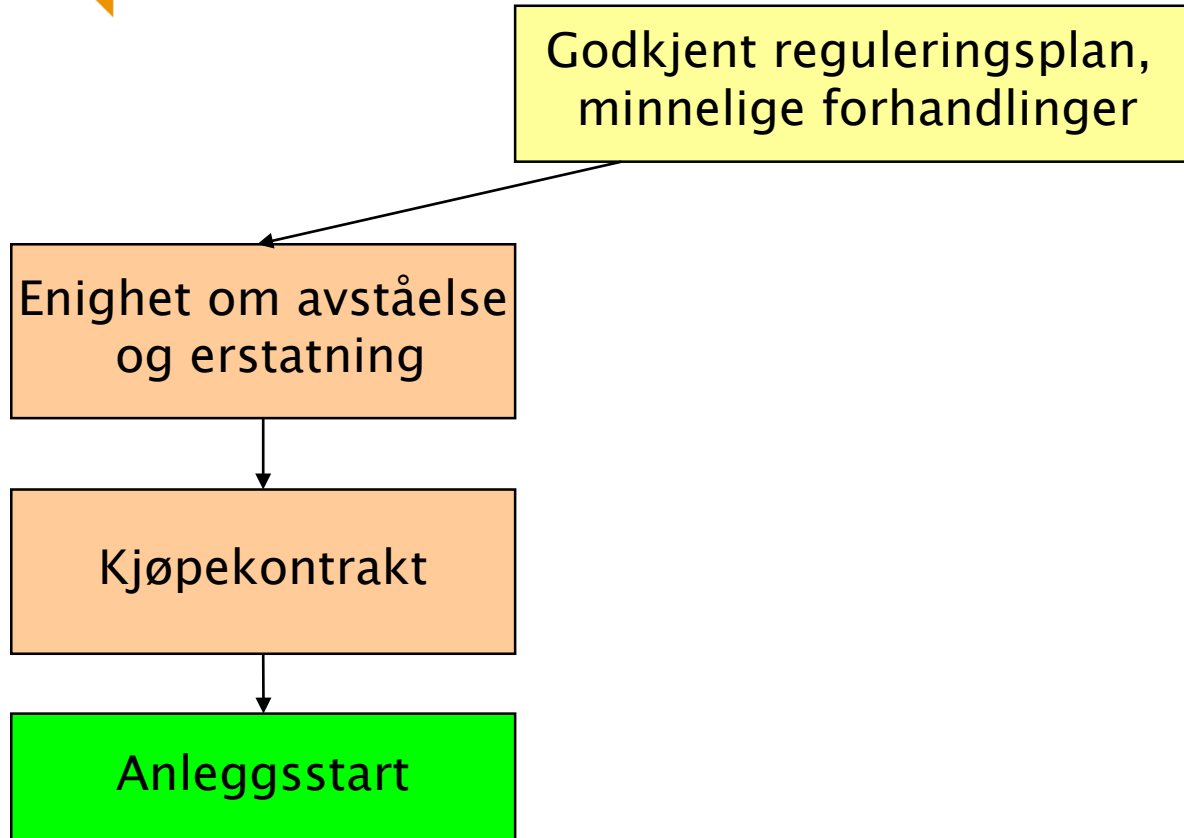 Godkjent reguleringsplan,
minnelige forhandlinger
Enighet om avståelse
og erstatning
Kjøpekontrakt
Anleggsstart